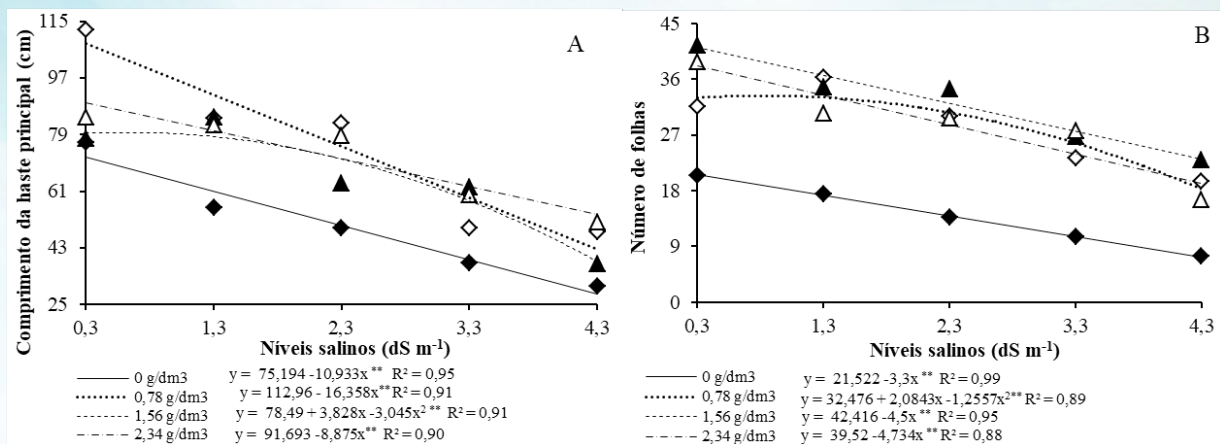 Comprimento da haste principal (cm)
115
97
79
61
43
25
A
0,3 1,3 2,3 3,3 4,3
Níveis salinos (dS m⁻¹)
0 g/dm3 y = 75,194 -10,933x ** R² = 0,95
0,78 g/dm3 y = 112,96 - 16,358x** R² = 0,91
1,56 g/dm3 y = 78,49 + 3,828x -3,045x² ** R² = 0,91
2,34 g/dm3 y = 91,693 -8,875x** R² = 0,90
Número de folhas
45
36
27
18
9
0
B
0,3 1,3 2,3 3,3 4,3
Níveis salinos (dS m⁻¹)
0 g/dm3 y = 21,522 -3,3x ** R² = 0,99
0,78 g/dm3 y = 32,476 + 2,0843x -1,2557x²** R² = 0,89
1,56 g/dm3 y = 42,416 -4,5x ** R² = 0,95
2,34 g/dm3 y = 39,52 -4,734x ** R² = 0,88